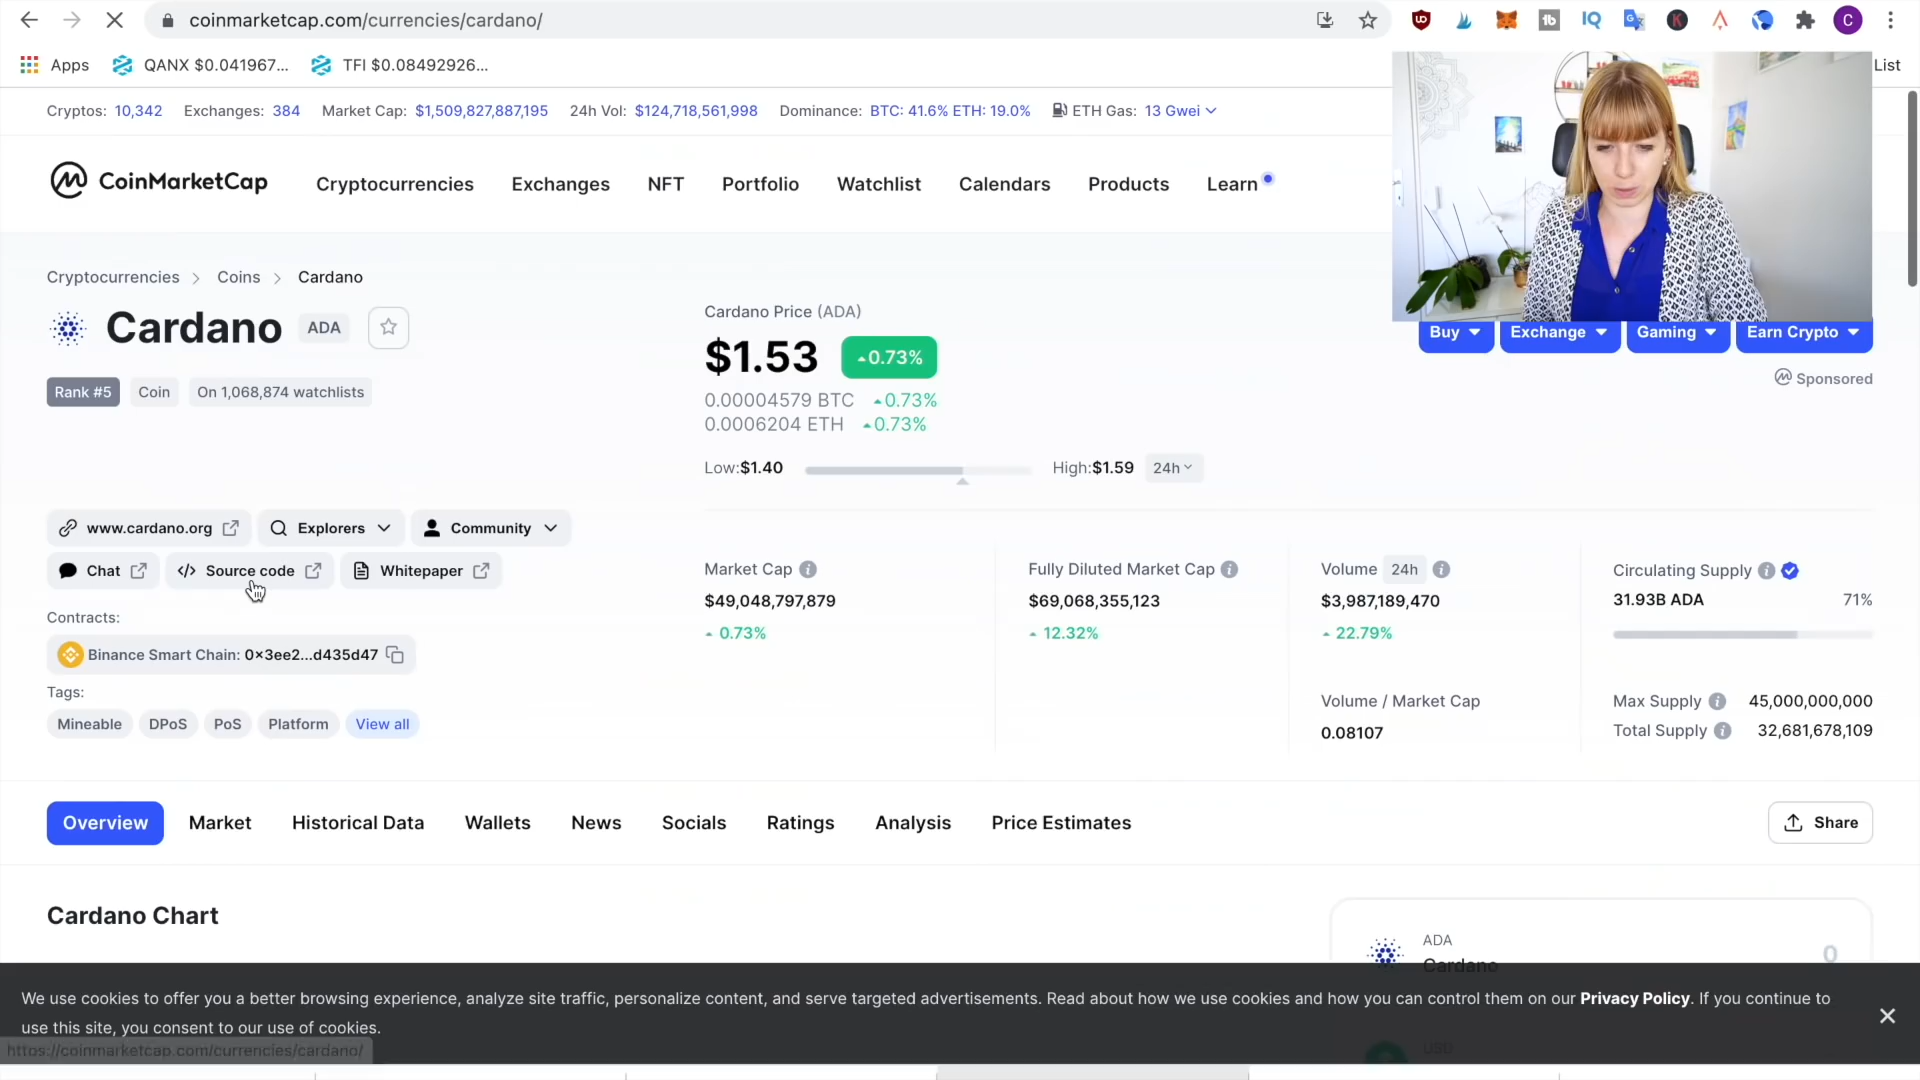 coinmarketcap.com/currencies/cardano/
Apps QANX $0.041967... TFI $0.08492926... List
Cryptos: 10,342 Exchanges: 384 Market Cap: $1,509,827,887,195 24h Vol: $124,718,561,998 Dominance: BTC: 41.6% ETH: 19.0% ETH Gas: 13 Gwei
CoinMarketCap Cryptocurrencies Exchanges NFT Portfolio Watchlist Calendars Products Learn
Cryptocurrencies > Coins > Cardano
Cardano ADA
Rank #5 Coin On 1,068,874 watchlists
Cardano Price (ADA)
$1.53 0.73%
0.00004579 BTC 0.73%
0.0006204 ETH 0.73%
Low:$1.40 High:$1.59 24h
Buy Exchange Gaming Earn Crypto
Sponsored
www.cardano.org Explorers Community
Chat </> Source code Whitepaper
Contracts:
Binance Smart Chain: 0x3ee2...d435d47
Tags:
Mineable DPoS PoS Platform View all
Market Cap
$49,048,797,879
0.73%
Fully Diluted Market Cap
$69,068,355,123
12.32%
Volume 24h
$3,987,189,470
22.79%
Volume / Market Cap
0.08107
Circulating Supply
31.93B ADA 71%
Max Supply 45,000,000,000
Total Supply 32,681,678,109
Overview Market Historical Data Wallets News Socials Ratings Analysis Price Estimates Share
Cardano Chart
ADA
Cardano 0
We use cookies to offer you a better browsing experience, analyze site traffic, personalize content, and serve targeted advertisements. Read about how we use cookies and how you can control them on our Privacy Policy. If you continue to
use this site, you consent to our use of cookies.
https://coinmarketcap.com/currencies/cardano/
USD